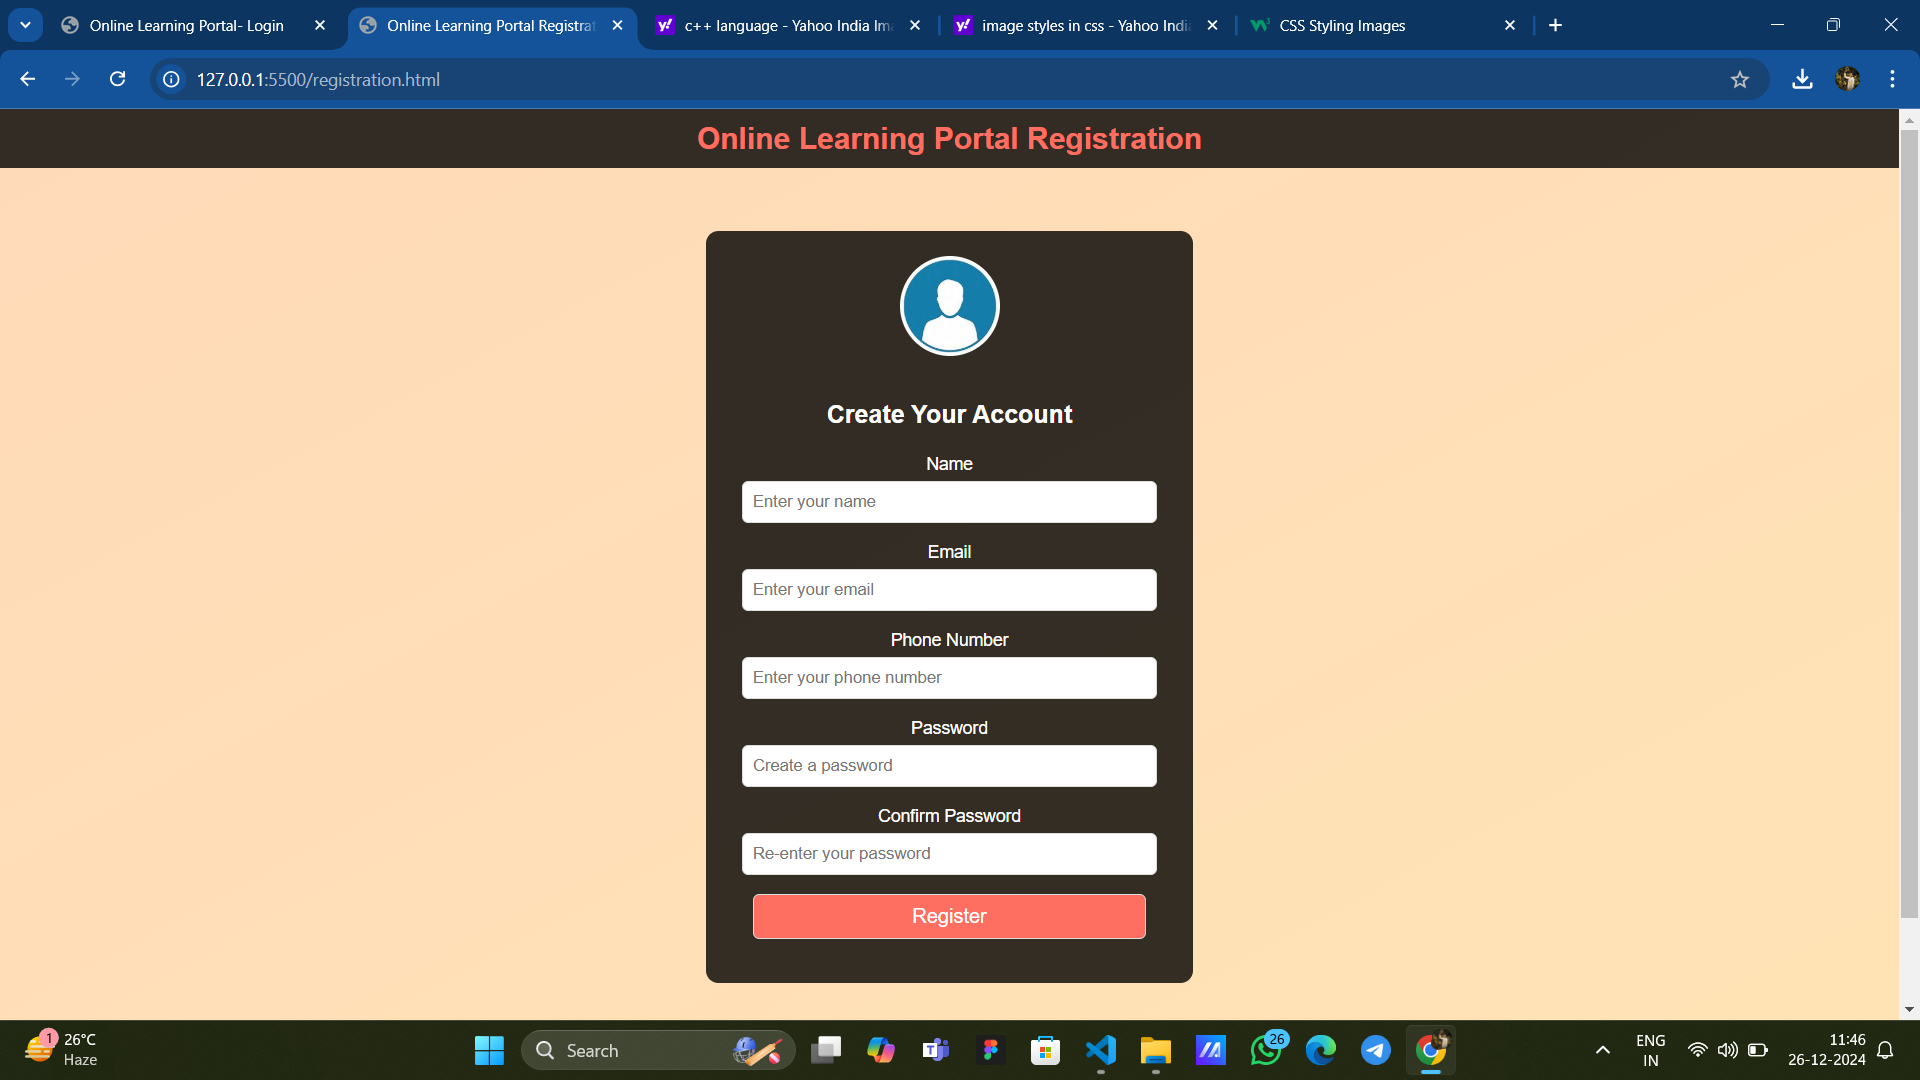 Online Learning Portal- Login
Online Learning Portal Registrat
c++ language - Yahoo India Im
image styles in css - Yahoo Indi
CSS Styling Images
127.0.0.1:5500/registration.html
Online Learning Portal Registration
Create Your Account
Name
Enter your name
Email
Enter your email
Phone Number
Enter your phone number
Password
Create a password
Confirm Password
Re-enter your password
Register
1
26°C
Haze
Search
26
ENG
IN
11:46
26-12-2024